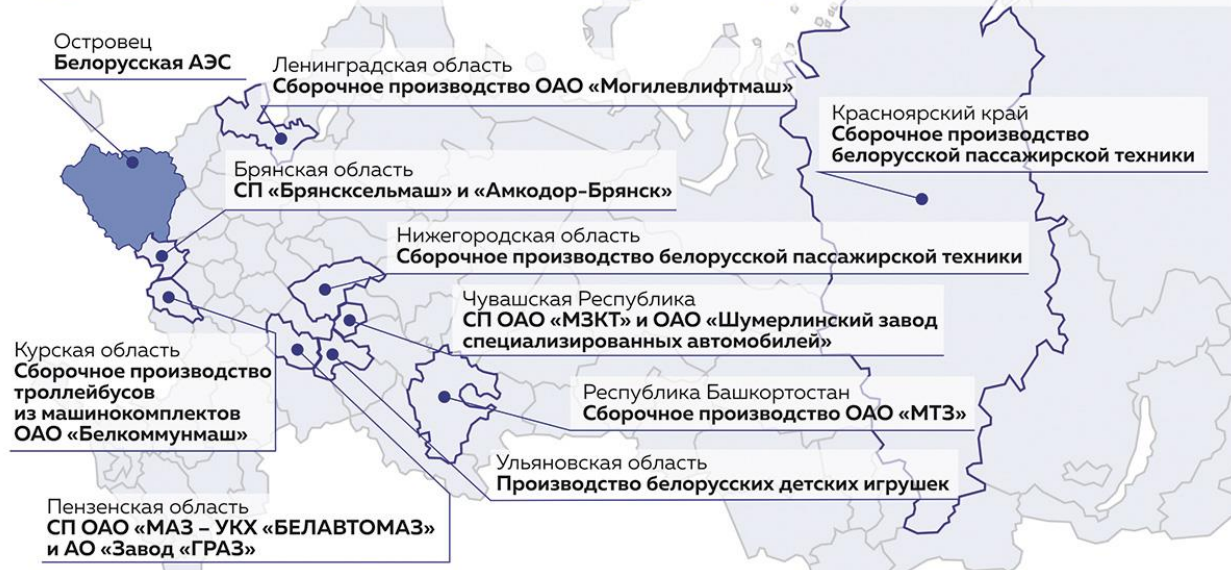 Островец
Белорусская АЭС
Ленинградская область
Сборочное производство ОАО «Могилевлифтмаш»
Красноярский край
Сборочное производство
белорусской пассажирской техники
Брянская область
СП «Брянсксельмаш» и «Амкодор-Брянск»
Нижегородская область
Сборочное производство белорусской пассажирской техники
Чувашская Республика
СП ОАО «МЗКТ» и ОАО «Шумерлинский завод
специализированных автомобилей»
Курская область
Сборочное производство
троллейбусов
из машинокомплектов
ОАО «Белкоммунмаш»
Республика Башкортостан
Сборочное производство ОАО «МТЗ»
Ульяновская область
Производство белорусских детских игрушек
Пензенская область
СП ОАО «МАЗ – УКХ «БЕЛАВТОМАЗ»
и АО «Завод «ГРАЗ»